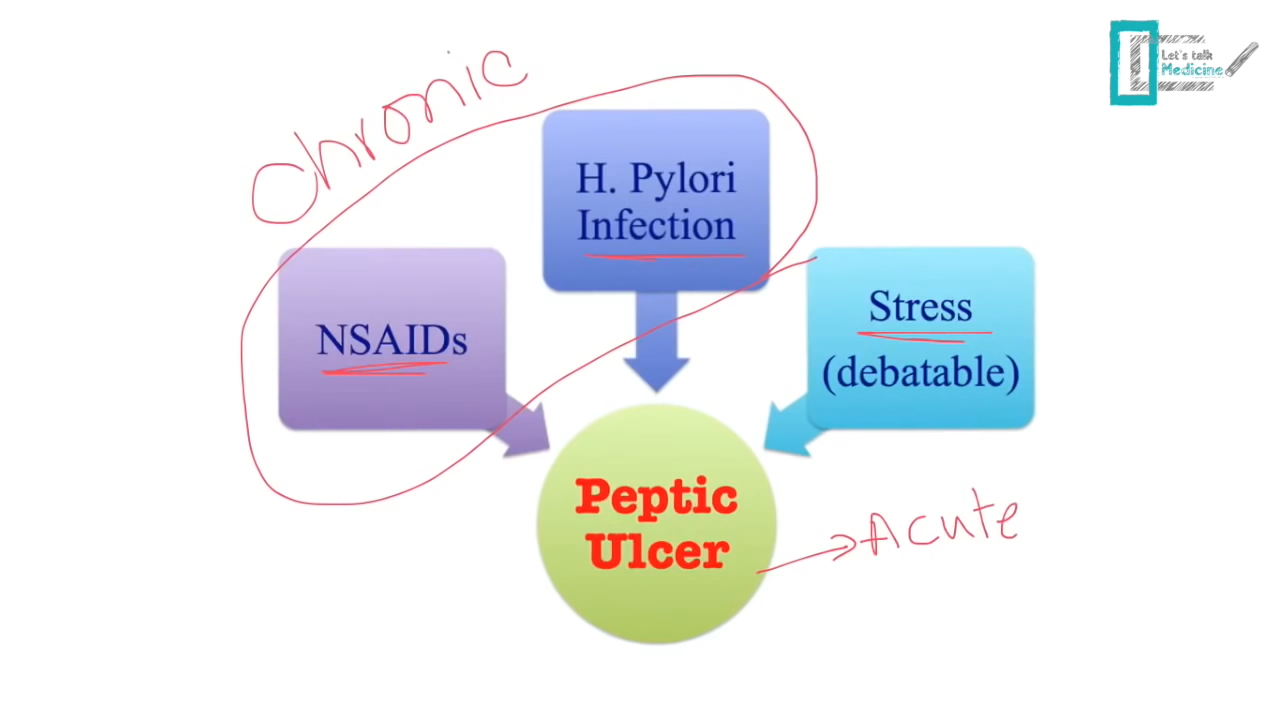 Let's talk
Medicine
Chronic
H. Pylori
Infection
NSAIDs
Stress
(debatable)
Peptic
Ulcer
Acute